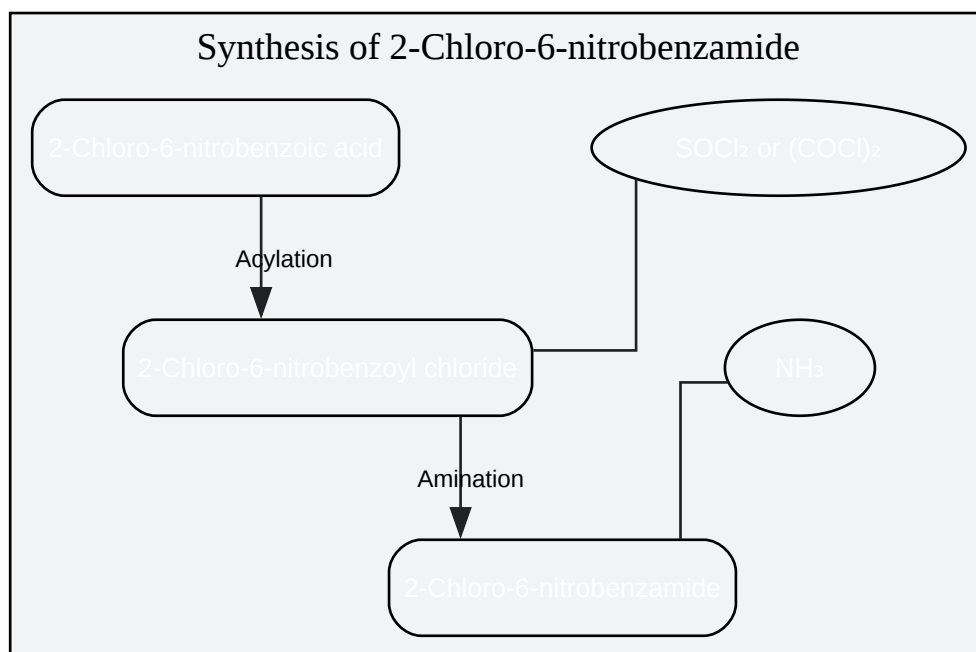 Synthesis of 2-Chloro-6-nitrobenzamide
2-Chloro-6-nitrobenzoic acid
SOCl₂ or (COCl)₂
Acylation
2-Chloro-6-nitrobenzoyl chloride
NH₃
Amination
2-Chloro-6-nitrobenzamide